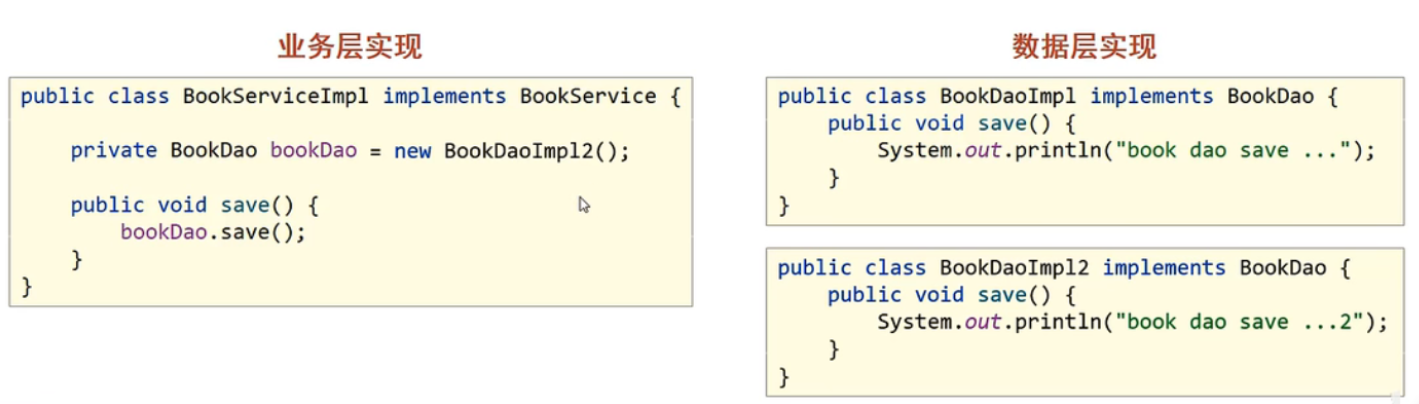 业务层实现
public class BookServiceImpl implements BookService {
private BookDao bookDao = new BookDaoImpl2();
public void save() {
bookDao.save();
}
}
数据层实现
public class BookDaoImpl implements BookDao {
public void save() {
System.out.println("book dao save ...");
}
}
public class BookDaoImpl2 implements BookDao {
public void save() {
System.out.println("book dao save ...2");
}
}